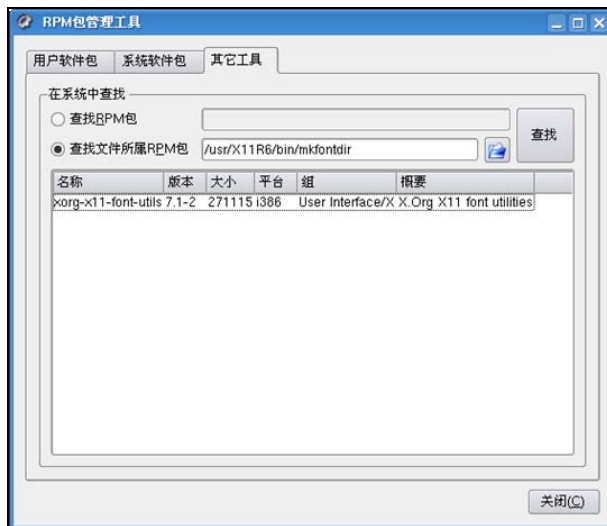 RPM包管理工具
用户软件包 系统软件包 其它工具
在系统中查找
查找RPM包
查找
查找文件所属RPM包 /usr/X11R6/bin/mkfontdir
名称 版本 大小 平台 组 概要
xorg-x11-font-utils 7.1-2 271115 i386 User Interface/X X.Org X11 font utilities
关闭(C)